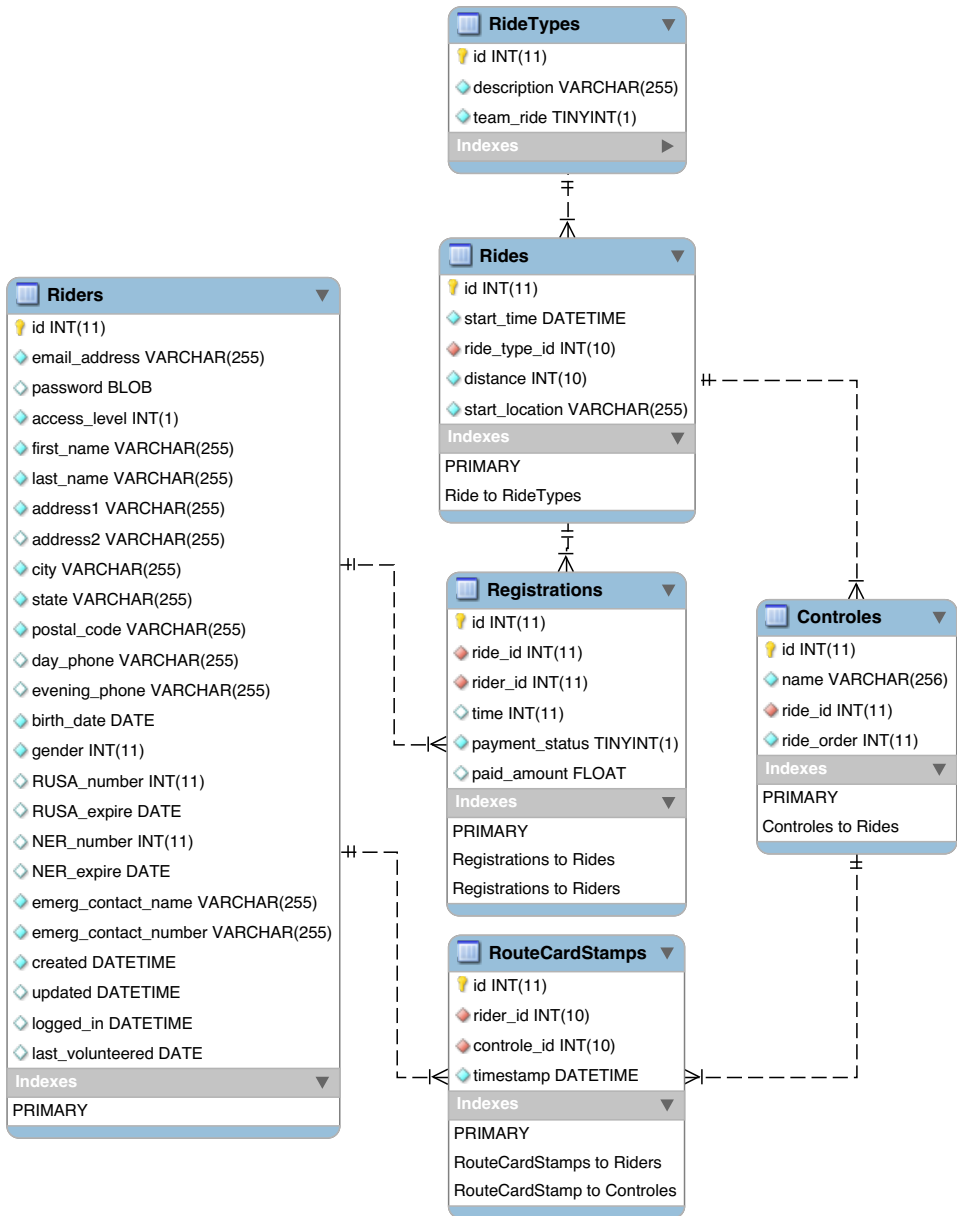 RideTypes
id INT(11)
description VARCHAR(255)
team_ride TINYINT(1)
Indexes
Rides
id INT(11)
start_time DATETIME
ride_type_id INT(10)
distance INT(10)
start_location VARCHAR(255)
Indexes
PRIMARY
Ride to RideTypes
Riders
id INT(11)
email_address VARCHAR(255)
password BLOB
access_level INT(1)
first_name VARCHAR(255)
last_name VARCHAR(255)
address1 VARCHAR(255)
address2 VARCHAR(255)
city VARCHAR(255)
state VARCHAR(255)
postal_code VARCHAR(255)
day_phone VARCHAR(255)
evening_phone VARCHAR(255)
birth_date DATE
gender INT(11)
RUSA_number INT(11)
RUSA_expire DATE
NER_number INT(11)
NER_expire DATE
emerg_contact_name VARCHAR(255)
emerg_contact_number VARCHAR(255)
created DATETIME
updated DATETIME
logged_in DATETIME
last_volunteered DATE
Indexes
PRIMARY
Registrations
id INT(11)
ride_id INT(11)
rider_id INT(11)
time INT(11)
payment_status TINYINT(1)
paid_amount FLOAT
Indexes
PRIMARY
Registrations to Rides
Registrations to Riders
Controles
id INT(11)
name VARCHAR(256)
ride_id INT(11)
ride_order INT(11)
Indexes
PRIMARY
Controles to Rides
RouteCardStamps
id INT(11)
rider_id INT(10)
controle_id INT(10)
timestamp DATETIME
Indexes
PRIMARY
RouteCardStamps to Riders
RouteCardStamp to Controles